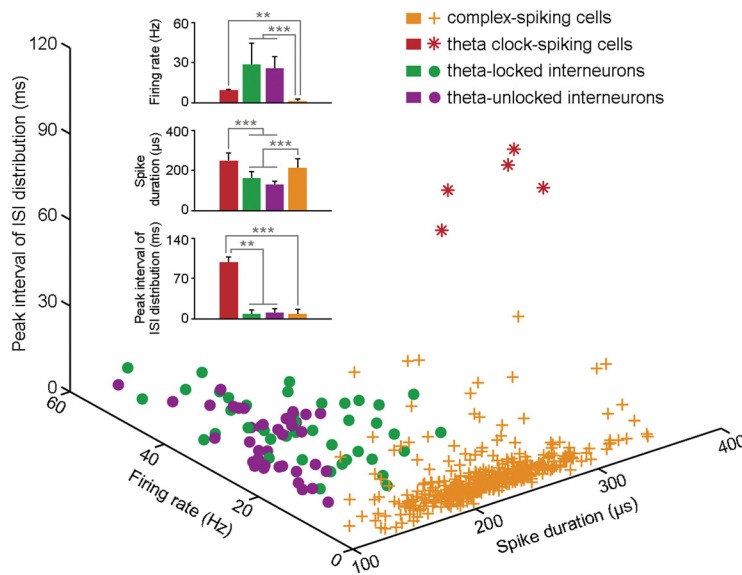 complex-spiking cells
theta clock-spiking cells
theta-locked interneurons
theta-unlocked interneurons
60
30
0
Firing rate (Hz)
**
***
400
200
0
Spike
duration (μs)
***
***
140
70
0
Peak interval of
ISI distribution (ms)
***
**
120
90
60
30
0
Peak interval of ISI distribution (ms)
60
40
20
0
Firing rate (Hz)
100
200
300
400
Spike duration (μs)